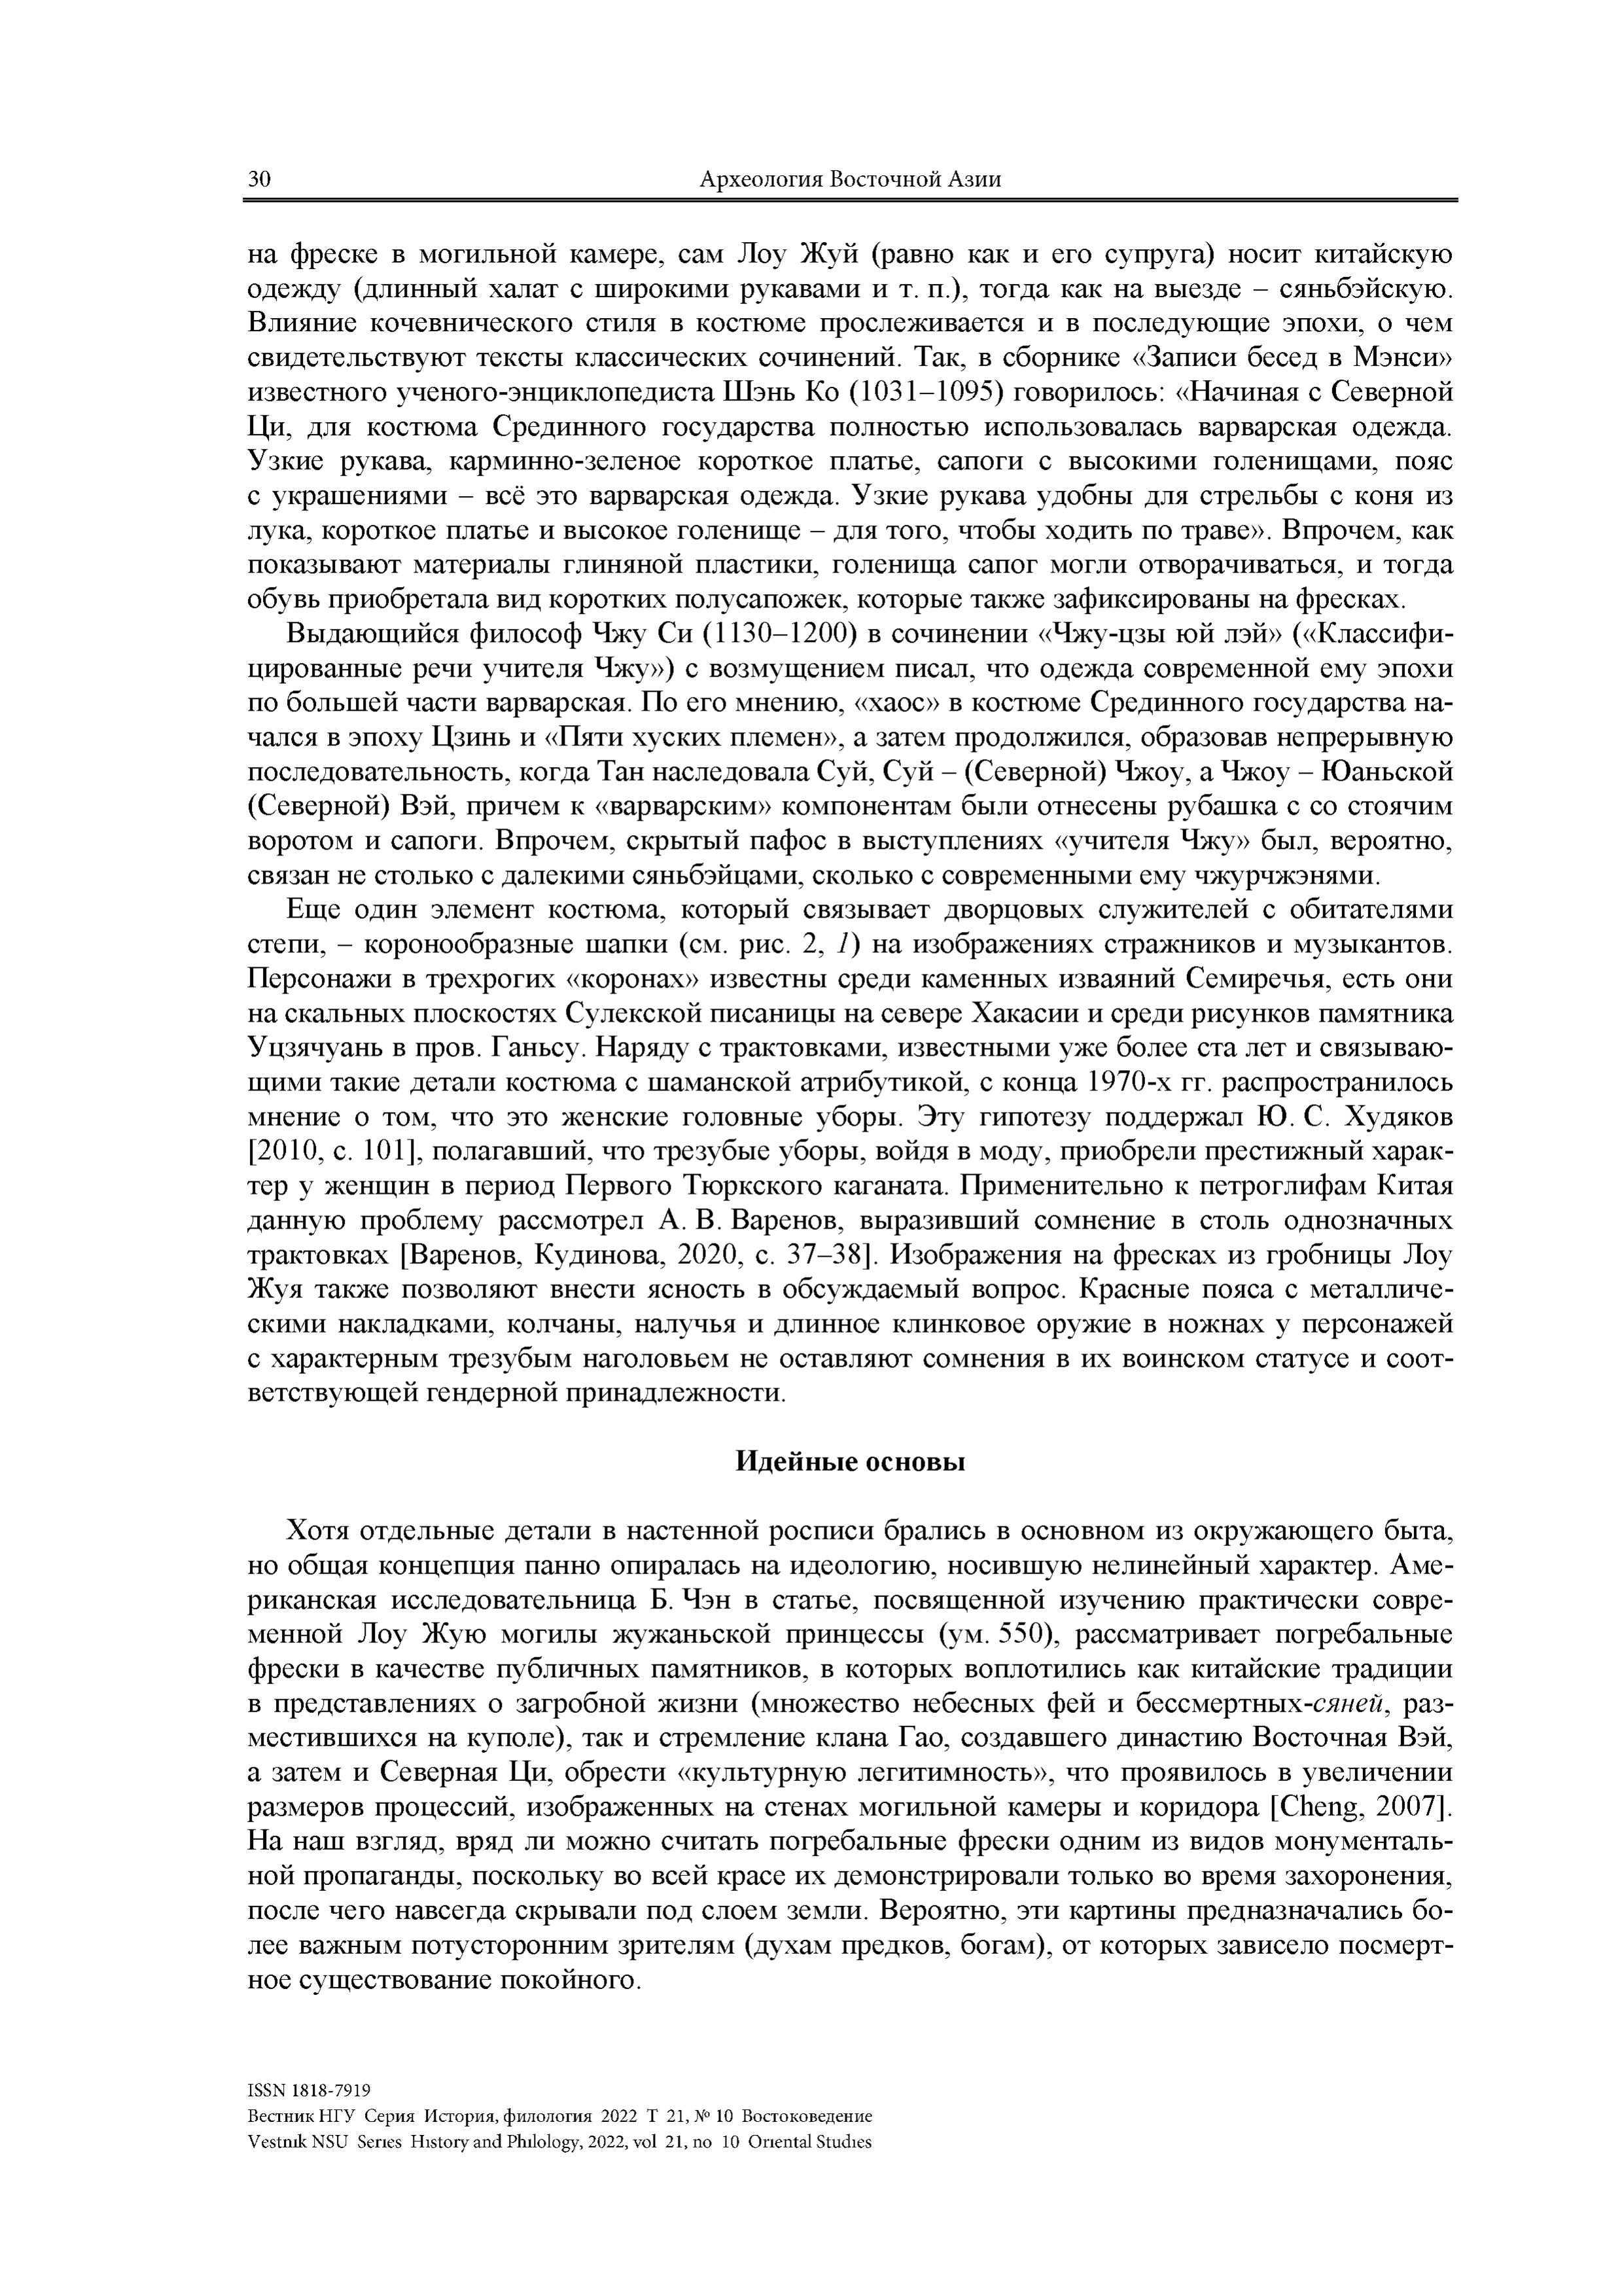 30
Археология Восточной Азии
на фреске в могильной камере, сам Лоу Жуй (равно как и его супруга) носит китайскую
одежду (длинный халат с широкими рукавами и т. п.), тогда как на выезде – сяньбэйскую.
Влияние кочевнического стиля в костюме прослеживается и в последующие эпохи, о чем
свидетельствуют тексты классических сочинений. Так, в сборнике «Записи бесед в Мэнси»
известного ученого-энциклопедиста Шэнь Ко (1031–1095) говорилось: «Начиная с Северной
Ци, для костюма Срединного государства полностью использовалась варварская одежда.
Узкие рукава, карминно-зеленое короткое платье, сапоги с высокими голенищами, пояс
с украшениями – всё это варварская одежда. Узкие рукава удобны для стрельбы с коня из
лука, короткое платье и высокое голенище – для того, чтобы ходить по траве». Впрочем, как
показывают материалы глиняной пластики, голенища сапог могли отворачиваться, и тогда
обувь приобретала вид коротких полусапожек, которые также зафиксированы на фресках.
Выдающийся философ Чжу Си (1130–1200) в сочинении «Чжу-цзы юй лэй» («Классифи-
цированные речи учителя Чжу») с возмущением писал, что одежда современной ему эпохи
по большей части варварская. По его мнению, «хаос» в костюме Срединного государства на-
чался в эпоху Цзинь и «Пяти хуских племен», а затем продолжился, образовав непрерывную
последовательность, когда Тан наследовала Суй, Суй – (Северной) Чжоу, а Чжоу – Юаньской
(Северной) Вэй, причем к «варварским» компонентам были отнесены рубашка с со стоячим
воротом и сапоги. Впрочем, скрытый пафос в выступлениях «учителя Чжу» был, вероятно,
связан не столько с далекими сяньбэйцами, сколько с современными ему чжурчжэнями.
Еще один элемент костюма, который связывает дворцовых служителей с обитателями
степи, – коронообразные шапки (см. рис. 2, 1) на изображениях стражников и музыкантов.
Персонажи в трехрогих «коронах» известны среди каменных изваяний Семиречья, есть они
на скальных плоскостях Сулекской писаницы на севере Хакасии и среди рисунков памятника
Уцзячуань в пров. Ганьсу. Наряду с трактовками, известными уже более ста лет и связываю-
щими такие детали костюма с шаманской атрибутикой, с конца 1970-х гг. распространилось
мнение о том, что это женские головные уборы. Эту гипотезу поддержал Ю. С. Худяков
[2010, с. 101], полагавший, что трезубые уборы, войдя в моду, приобрели престижный харак-
тер у женщин в период Первого Тюркского каганата. Применительно к петроглифам Китая
данную проблему рассмотрел А. В. Варенов, выразивший сомнение в столь однозначных
трактовках [Варенов, Кудинова, 2020, с. 37–38]. Изображения на фресках из гробницы Лоу
Жуя также позволяют внести ясность в обсуждаемый вопрос. Красные пояса с металличе-
скими накладками, колчаны, налучья и длинное клинковое оружие в ножнах у персонажей
с характерным трезубым наголовьем не оставляют сомнения в их воинском статусе и соот-
ветствующей гендерной принадлежности.
Идейные основы
Хотя отдельные детали в настенной росписи брались в основном из окружающего быта,
но общая концепция панно опиралась на идеологию, носившую нелинейный характер. Аме-
риканская исследовательница Б. Чэн в статье, посвященной изучению практически совре-
менной Лоу Жую могилы жужаньской принцессы (ум. 550), рассматривает погребальные
фрески в качестве публичных памятников, в которых воплотились как китайские традиции
в представлениях о загробной жизни (множество небесных фей и бессмертных-сяней, раз-
местившихся на куполе), так и стремление клана Гао, создавшего династию Восточная Вэй,
а затем и Северная Ци, обрести «культурную легитимность», что проявилось в увеличении
размеров процессий, изображенных на стенах могильной камеры и коридора [Cheng, 2007].
На наш взгляд, вряд ли можно считать погребальные фрески одним из видов монументаль-
ной пропаганды, поскольку во всей красе их демонстрировали только во время захоронения,
после чего навсегда скрывали под слоем земли. Вероятно, эти картины предназначались бо-
лее важным потусторонним зрителям (духам предков, богам), от которых зависело посмерт-
ное существование покойного.
ISSN 1818-7919
Вестник НГУ Серия История, филология 2022 Т 21, № 10 Востоковедение
Vestnik NSU Series History and Philology, 2022, vol 21, no 10 Oriental Studies